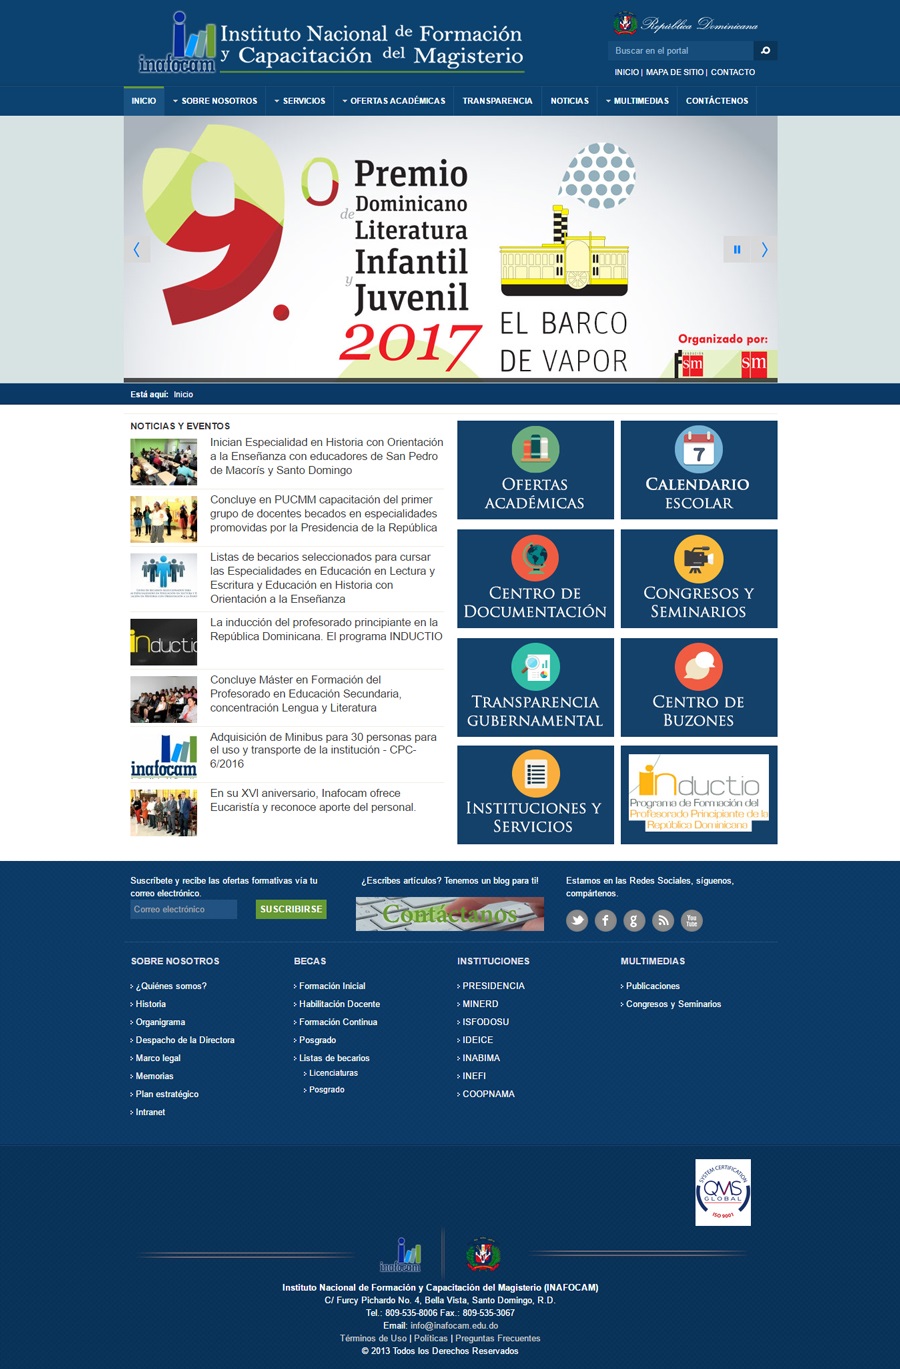 inafocam
Instituto Nacional de Formación
y Capacitación del Magisterio
República Dominicana
Buscar en el portal
INICIO | MAPA DE SITIO | CONTACTO
INICIO SOBRE NOSOTROS SERVICIOS OFERTAS ACADÉMICAS TRANSPARENCIA NOTICIAS MULTIMEDIAS CONTÁCTENOS
9.º
Premio
de Dominicano
Literatura
Infantil
y Juvenil
2017
EL BARCO
DE VAPOR
Organizado por:
sm
sm
Está aquí: Inicio
NOTICIAS Y EVENTOS
Inician Especialidad en Historia con Orientación
a la Enseñanza con educadores de San Pedro
de Macorís y Santo Domingo
Concluye en PUCMM capacitación del primer
grupo de docentes becados en especialidades
promovidas por la Presidencia de la República
Listas de becarios seleccionados para cursar
las Especialidades en Educación en Lectura y
Escritura y Educación en Historia con
Orientación a la Enseñanza
inductio
La inducción del profesorado principiante en la
República Dominicana. El programa INDUCTIO
Concluye Máster en Formación del
Profesorado en Educación Secundaria,
concentración Lengua y Literatura
inafocam
Adquisición de Minibus para 30 personas para
el uso y transporte de la institución - CPC-
6/2016
En su XVI aniversario, Inafocam ofrece
Eucaristía y reconoce aporte del personal.
OFERTAS
ACADÉMICAS
7
CALENDARIO
ESCOLAR
CENTRO DE
DOCUMENTACIÓN
CONGRESOS Y
SEMINARIOS
TRANSPARENCIA
GUBERNAMENTAL
CENTRO DE
BUZONES
INSTITUCIONES Y
SERVICIOS
inductio
Programa de Formación del
Profesorado Principiante de la
República Dominicana
Suscríbete y recibe las ofertas formativas vía tu
correo electrónico.
Correo electrónico
SUSCRIBIRSE
¿Escribes artículos? Tenemos un blog para ti!
Contáctanos
Estamos en las Redes Sociales, síguenos,
compártenos.
f g You Tube
SOBRE NOSOTROS
¿Quiénes somos?
Historia
Organigrama
Despacho de la Directora
Marco legal
Memorias
Plan estratégico
Intranet
BECAS
Formación Inicial
Habilitación Docente
Formación Continua
Posgrado
Listas de becarios
Licenciaturas
Posgrado
INSTITUCIONES
PRESIDENCIA
MINERD
ISFODOSU
IDEICE
INABIMA
INEFI
COOPNAMA
MULTIMEDIAS
Publicaciones
Congresos y Seminarios
SYSTEM CERTIFICATION
QMS
GLOBAL
ISO 9001
inafocam
Instituto Nacional de Formación y Capacitación del Magisterio (INAFOCAM)
C/ Furcy Pichardo No. 4, Bella Vista, Santo Domingo, R.D.
Tel.: 809-535-8006 Fax.: 809-535-3067
Email: info@inafocam.edu.do
Términos de Uso | Políticas | Preguntas Frecuentes
© 2013 Todos los Derechos Reservados